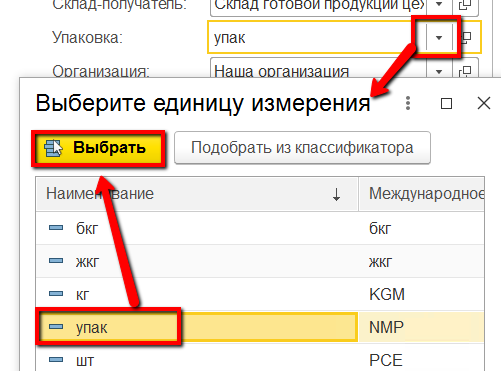 Склад-получатель: Склад готовой продукции цех
Упаковка: упак
Организация: Наша организация
Выберите единицу измерения
Выбрать Подобрать из классификатора
Наименование ↓ Международное
бкг бкг
жкг жкг
кг KGM
упак NMP
шт PCE